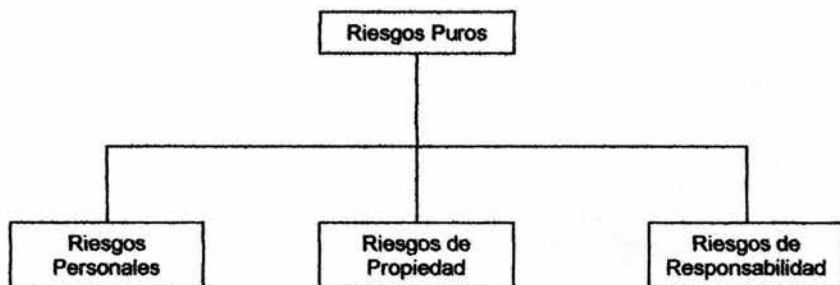 Riesgos Puros
Riesgos
Personales
Riesgos de
Propiedad
Riesgos de
Responsabilidad